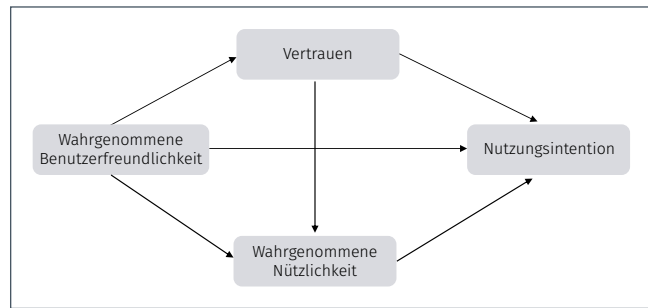 Vertrauen
Wahrgenommene
Benutzerfreundlichkeit
Nutzungsintention
Wahrgenommene
Nützlichkeit